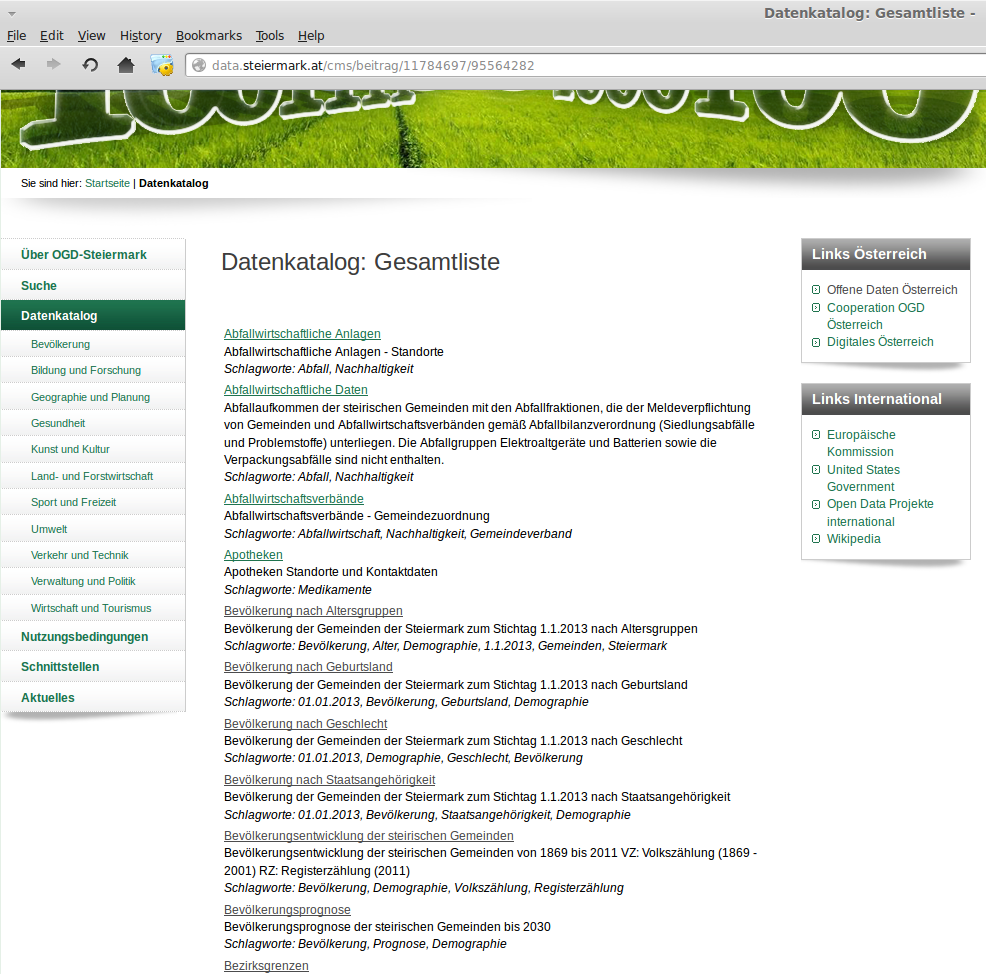 Datenkatalog: Gesamtliste -
File Edit View History Bookmarks Tools Help
data.steiermark.at/cms/beitrag/11784697/95564282
Sie sind hier: Startseite | Datenkatalog
Über OGD-Steiermark
Suche
Datenkatalog
Bevölkerung
Bildung und Forschung
Geographie und Planung
Gesundheit
Kunst und Kultur
Land- und Forstwirtschaft
Sport und Freizeit
Umwelt
Verkehr und Technik
Verwaltung und Politik
Wirtschaft und Tourismus
Nutzungsbedingungen
Schnittstellen
Aktuelles
Datenkatalog: Gesamtliste
Abfallwirtschaftliche Anlagen
Abfallwirtschaftliche Anlagen - Standorte
Schlagworte: Abfall, Nachhaltigkeit
Abfallwirtschaftliche Daten
Abfallaufkommen der steirischen Gemeinden mit den Abfallfraktionen, die der Meldeverpflichtung
von Gemeinden und Abfallwirtschaftsverbänden gemäß Abfallbilanzverordnung (Siedlungsabfälle
und Problemstoffe) unterliegen. Die Abfallgruppen Elektroaltgeräte und Batterien sowie die
Verpackungsabfälle sind nicht enthalten.
Schlagworte: Abfall, Nachhaltigkeit
Abfallwirtschaftsverbände
Abfallwirtschaftsverbände - Gemeindezuordnung
Schlagworte: Abfallwirtschaft, Nachhaltigkeit, Gemeindeverband
Apotheken
Apotheken Standorte und Kontaktdaten
Schlagworte: Medikamente
Bevölkerung nach Altersgruppen
Bevölkerung der Gemeinden der Steiermark zum Stichtag 1.1.2013 nach Altersgruppen
Schlagworte: Bevölkerung, Alter, Demographie, 1.1.2013, Gemeinden, Steiermark
Bevölkerung nach Geburtsland
Bevölkerung der Gemeinden der Steiermark zum Stichtag 1.1.2013 nach Geburtsland
Schlagworte: 01.01.2013, Bevölkerung, Geburtsland, Demographie
Bevölkerung nach Geschlecht
Bevölkerung der Gemeinden der Steiermark zum Stichtag 1.1.2013 nach Geschlecht
Schlagworte: 01.01.2013, Demographie, Geschlecht, Bevölkerung
Bevölkerung nach Staatsangehörigkeit
Bevölkerung der Gemeinden der Steiermark zum Stichtag 1.1.2013 nach Staatsangehörigkeit
Schlagworte: 01.01.2013, Bevölkerung, Staatsangehörigkeit, Demographie
Bevölkerungsentwicklung der steirischen Gemeinden
Bevölkerungsentwicklung der steirischen Gemeinden von 1869 bis 2011 VZ: Volkszählung (1869 -
2001) RZ: Registerzählung (2011)
Schlagworte: Bevölkerung, Demographie, Volkszählung, Registerzählung
Bevölkerungsprognose
Bevölkerungsprognose der steirischen Gemeinden bis 2030
Schlagworte: Bevölkerung, Prognose, Demographie
Bezirksgrenzen
Links Österreich
Offene Daten Österreich
Cooperation OGD
Österreich
Digitales Österreich
Links International
Europäische
Kommission
United States
Government
Open Data Projekte
international
Wikipedia